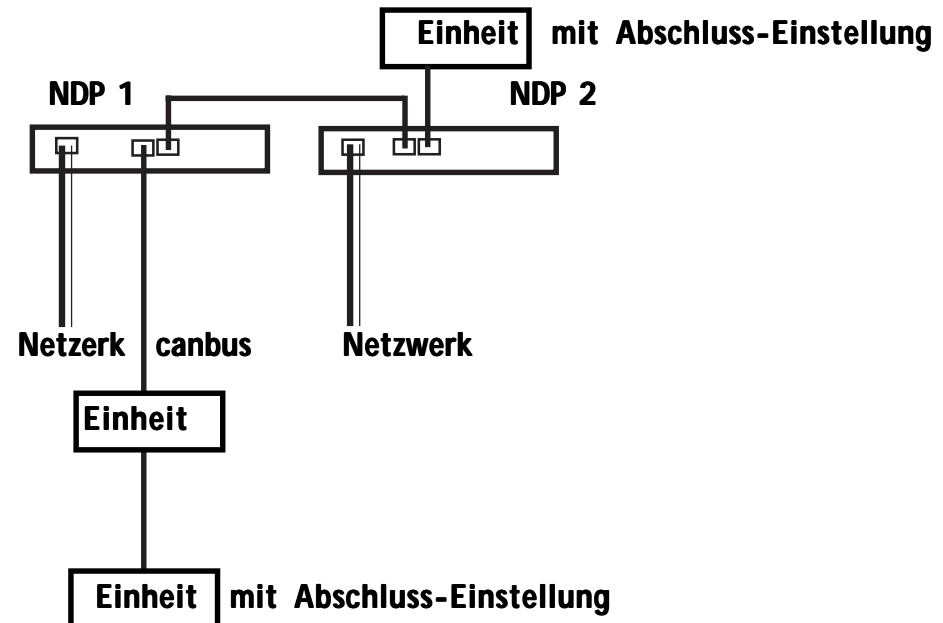 Einheit mit Abschluss-Einstellung
NDP 1
NDP 2
Netzerk
canbus
Netzwerk
Einheit
Einheit mit Abschluss-Einstellung